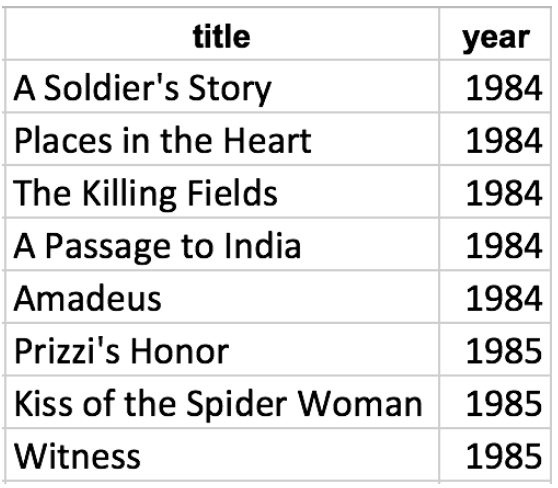 title year
A Soldier's Story 1984
Places in the Heart 1984
The Killing Fields 1984
A Passage to India 1984
Amadeus 1984
Prizzi's Honor 1985
Kiss of the Spider Woman 1985
Witness 1985